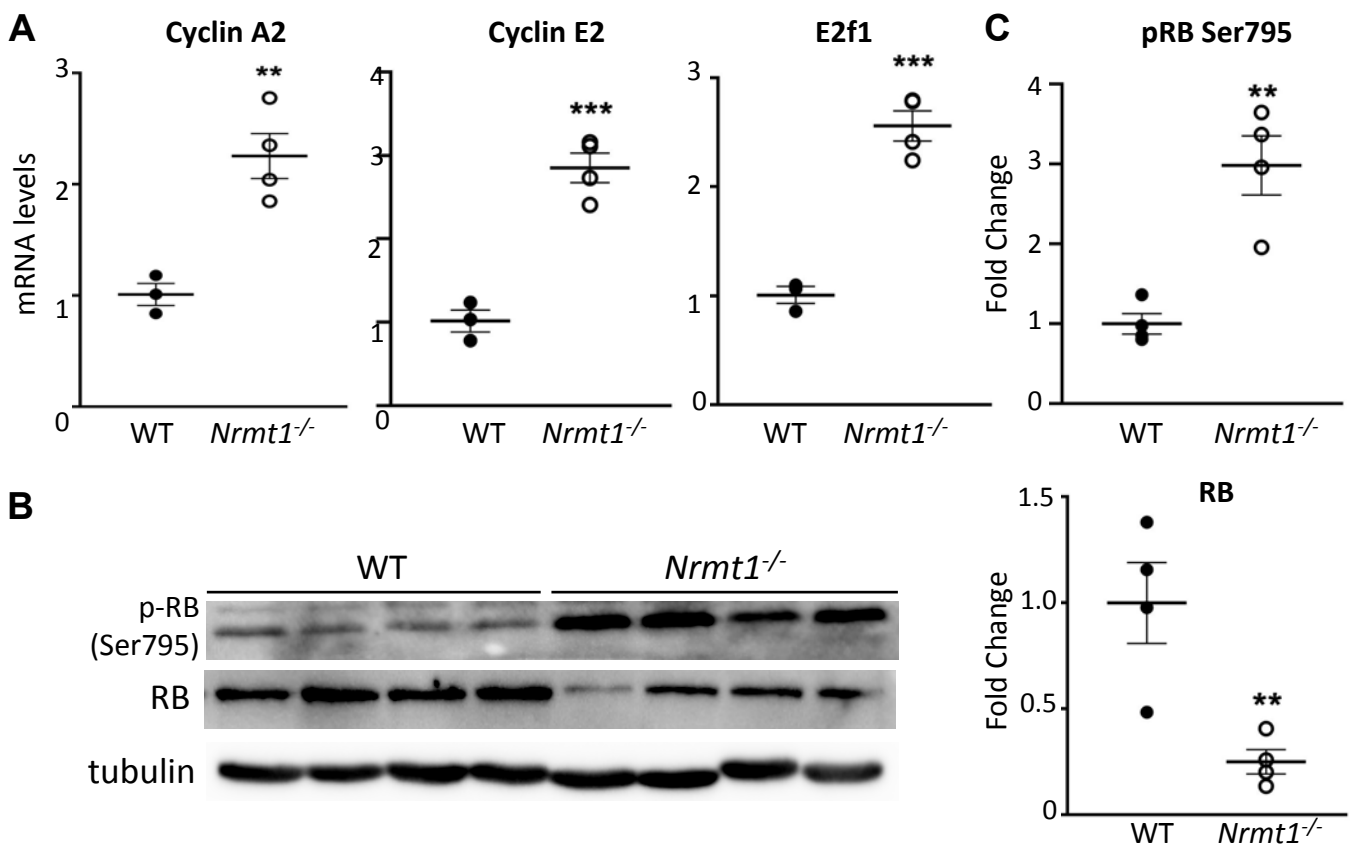 A
Cyclin A2
Cyclin E2
E2f1
mRNA levels
3
2
1
0
**
WT
Nrmt1-/-
4
3
2
1
0
***
WT
Nrmt1-/-
3
2
1
0
***
WT
Nrmt1-/-
C
pRB Ser795
Fold Change
4
3
2
1
0
**
WT
Nrmt1-/-
B
WT
Nrmt1-/-
p-RB
(Ser795)
RB
tubulin
RB
Fold Change
1.5
1.0
0.5
0
**
WT
Nrmt1-/-